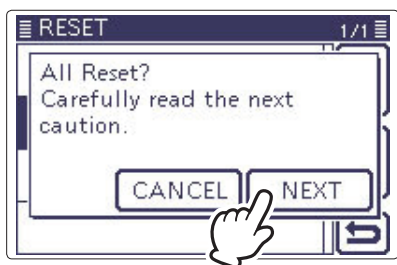 RESET 1/1
All Reset?
Carefully read the next
caution.
CANCEL NEXT